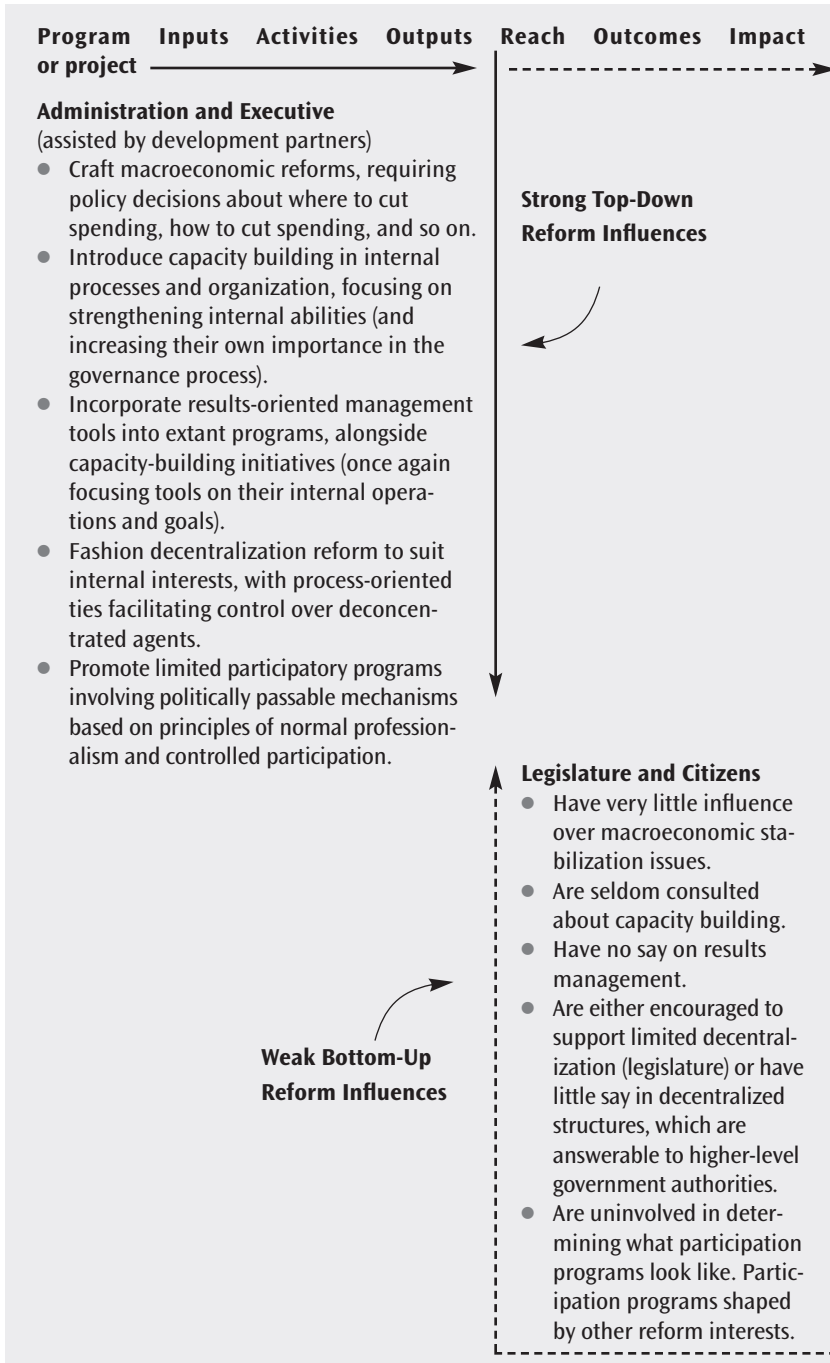 Program Inputs Activities Outputs Reach Outcomes Impact
or project
Administration and Executive
(assisted by development partners)
● Craft macroeconomic reforms, requiring
policy decisions about where to cut
spending, how to cut spending, and so on.
● Introduce capacity building in internal
processes and organization, focusing on
strengthening internal abilities (and
increasing their own importance in the
governance process).
● Incorporate results-oriented management
tools into extant programs, alongside
capacity-building initiatives (once again
focusing tools on their internal opera-
tions and goals).
● Fashion decentralization reform to suit
internal interests, with process-oriented
ties facilitating control over deconcen-
trated agents.
● Promote limited participatory programs
involving politically passable mechanisms
based on principles of normal profession-
alism and controlled participation.
Strong Top-Down
Reform Influences
Legislature and Citizens
● Have very little influence
over macroeconomic sta-
bilization issues.
● Are seldom consulted
about capacity building.
● Have no say on results
management.
● Are either encouraged to
support limited decentral-
ization (legislature) or have
little say in decentralized
structures, which are
answerable to higher-level
government authorities.
● Are uninvolved in deter-
mining what participation
programs look like. Partic-
ipation programs shaped
by other reform interests.
Weak Bottom-Up
Reform Influences